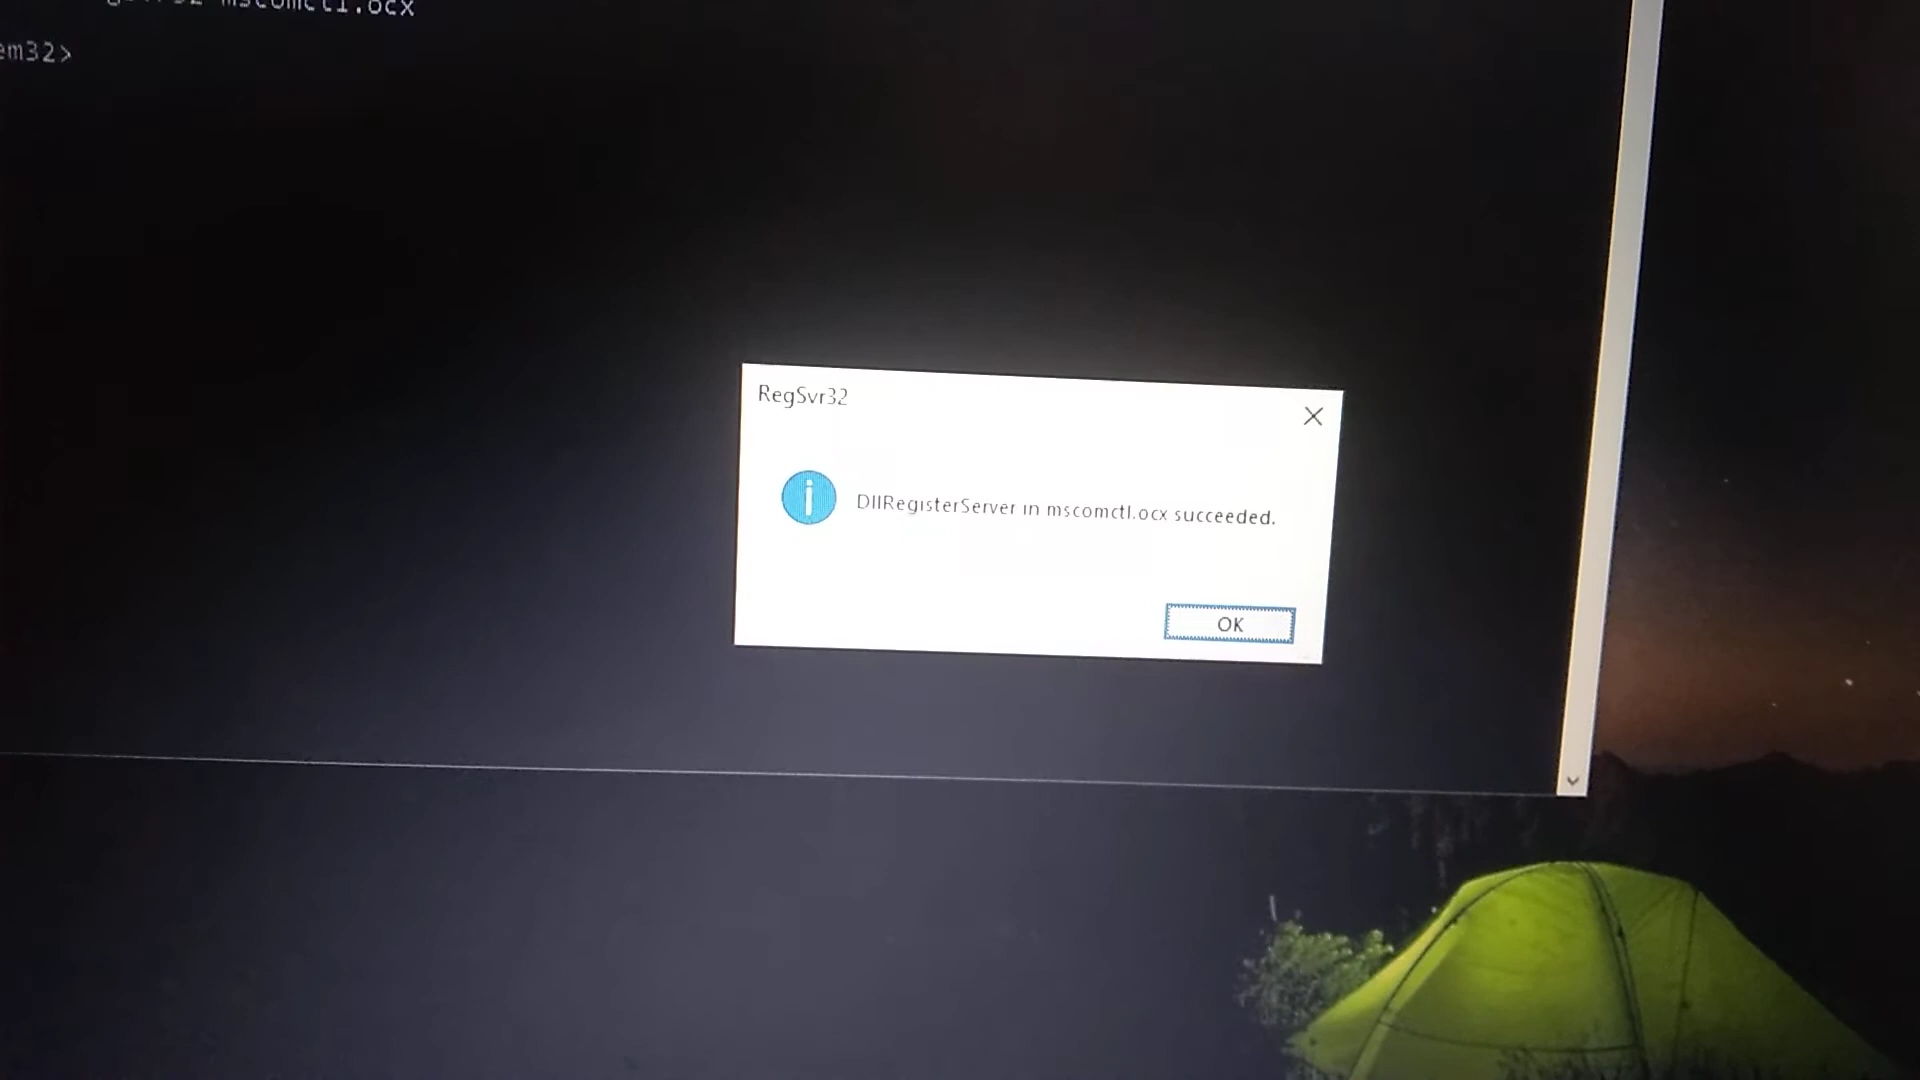 mscomctl.ocx
em32>
RegSvr32
DllRegisterServer in mscomctl.ocx succeeded.
OK